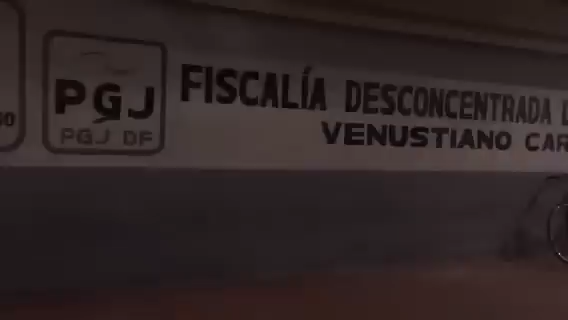 PGJ
PGJ DF
FISCALÍA DESCONCENTRADA
VENUSTIANO